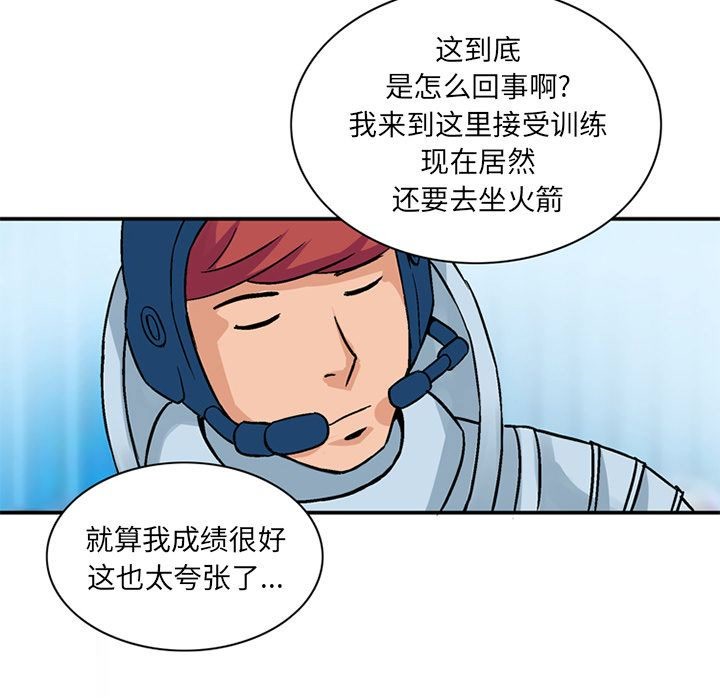 这到底
是怎么回事啊?
我来到这里接受训练
现在居然
还要去坐火箭
就算我成绩很好
这也太夸张了...